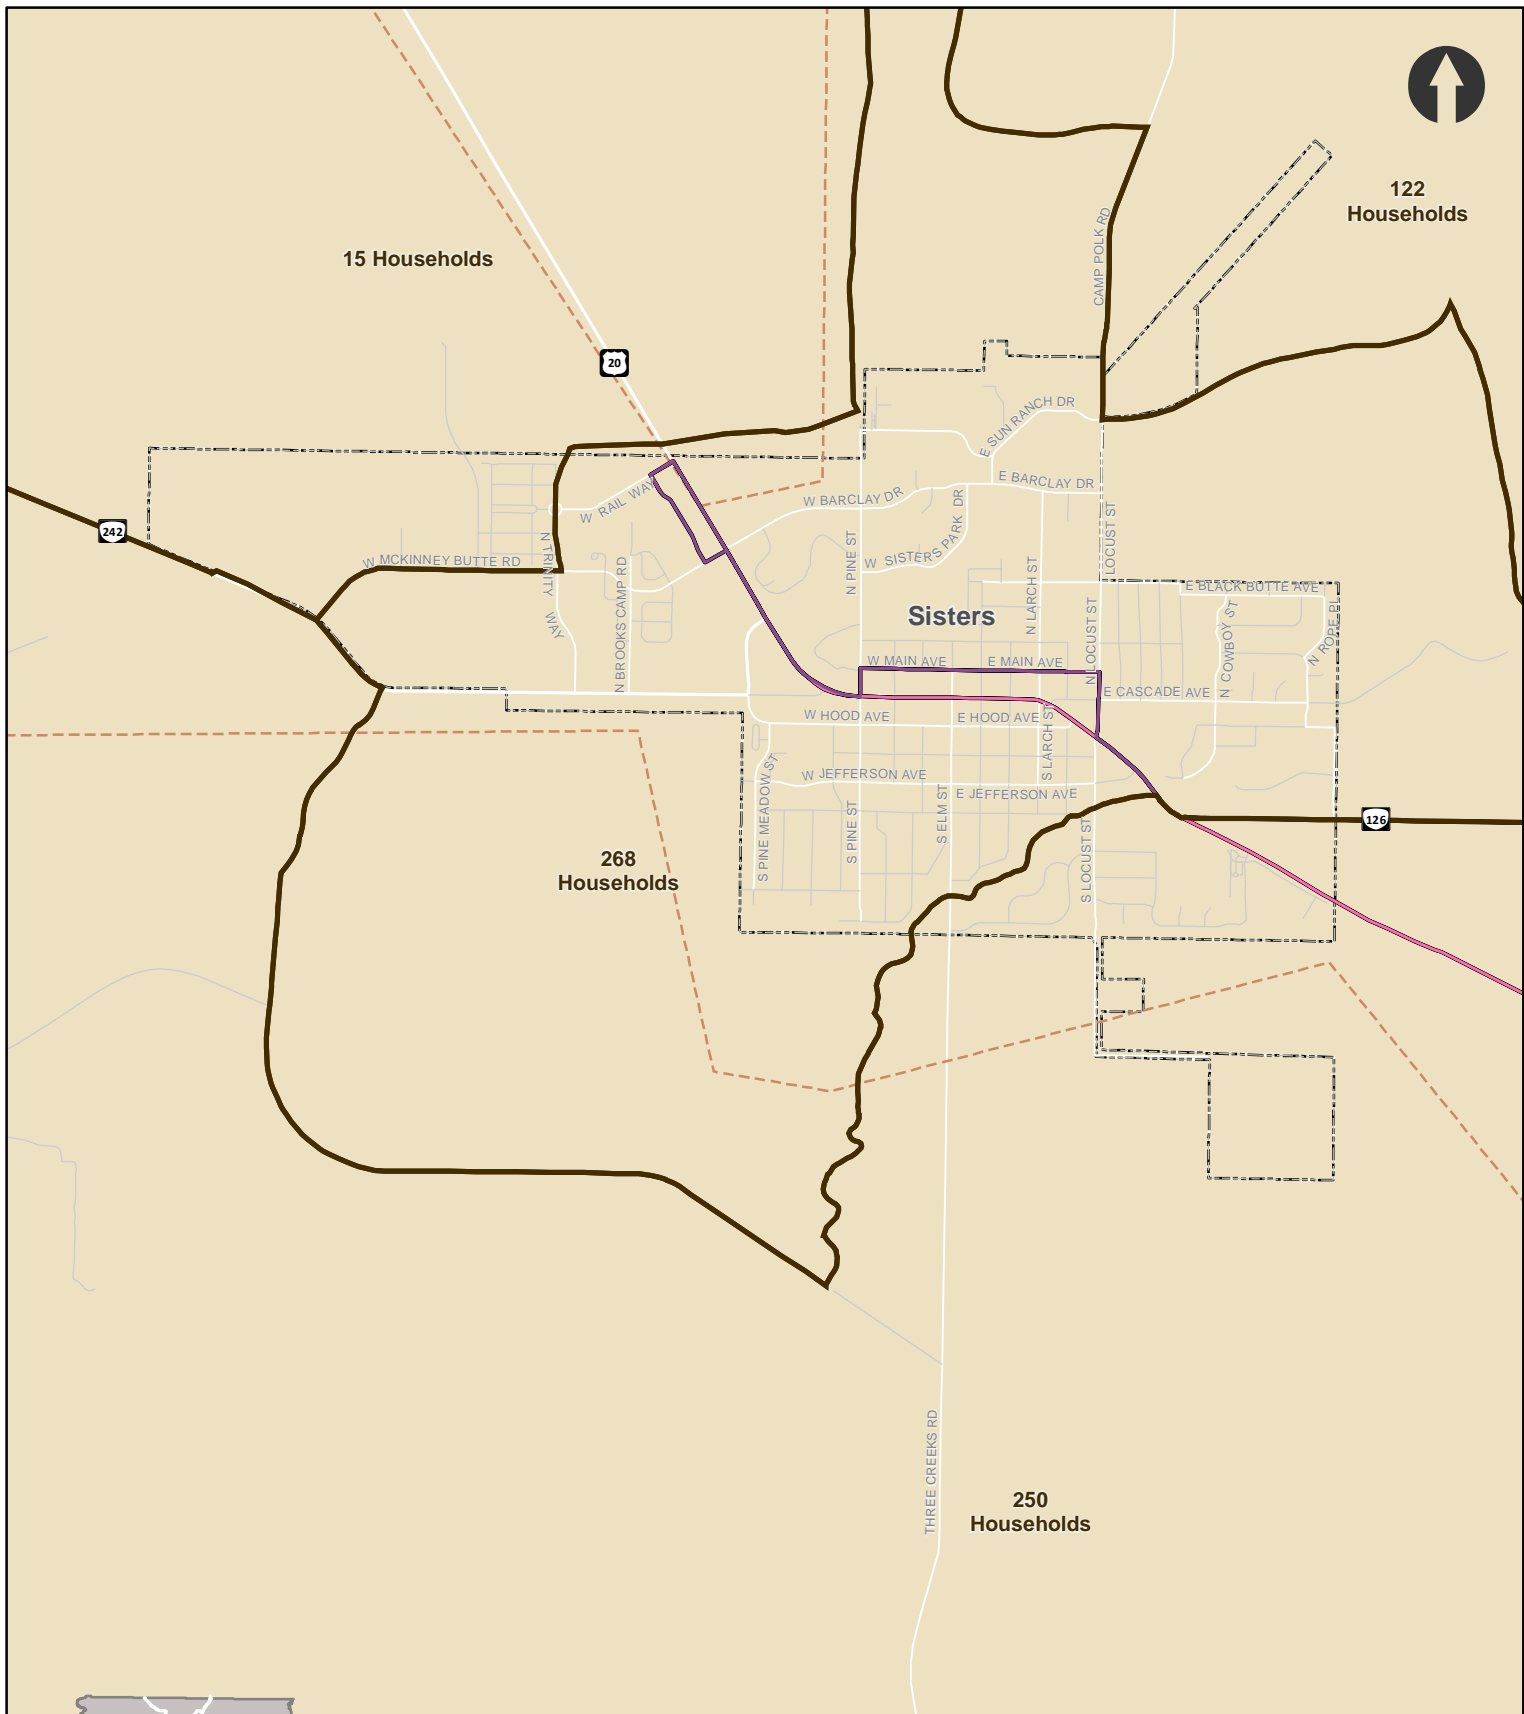 122
Households
CAMP POLK RD
15 Households
20
E SUN RANCH DR
E BARCLAY DR
W BARCLAY DR
W RAIL WAY
242
W MCKINNEY BUTTE RD
N TRINITY
WAY
N BROOKS CAMP RD
N PINE ST
W SISTERS PARK DR
N LARCH ST
LOCUST ST
E BLACK BUTTE AVE
Sisters
N LOCUST ST
N COWBOY ST
N ROPE PL
W MAIN AVE
E MAIN AVE
E CASCADE AVE
W HOOD AVE
E HOOD AVE
S LARCH ST
W JEFFERSON AVE
E JEFFERSON AVE
S PINE MEADOW ST
S PINE ST
S ELM ST
S LOCUST ST
126
268
Households
THREE CREEKS RD
250
Households